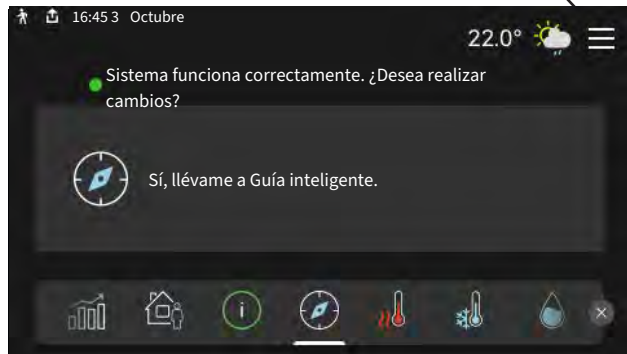 16:45 3 Octubre
22.0°
Sistema funciona correctamente. ¿Desea realizar
cambios?
Sí, llévame a Guía inteligente.
i